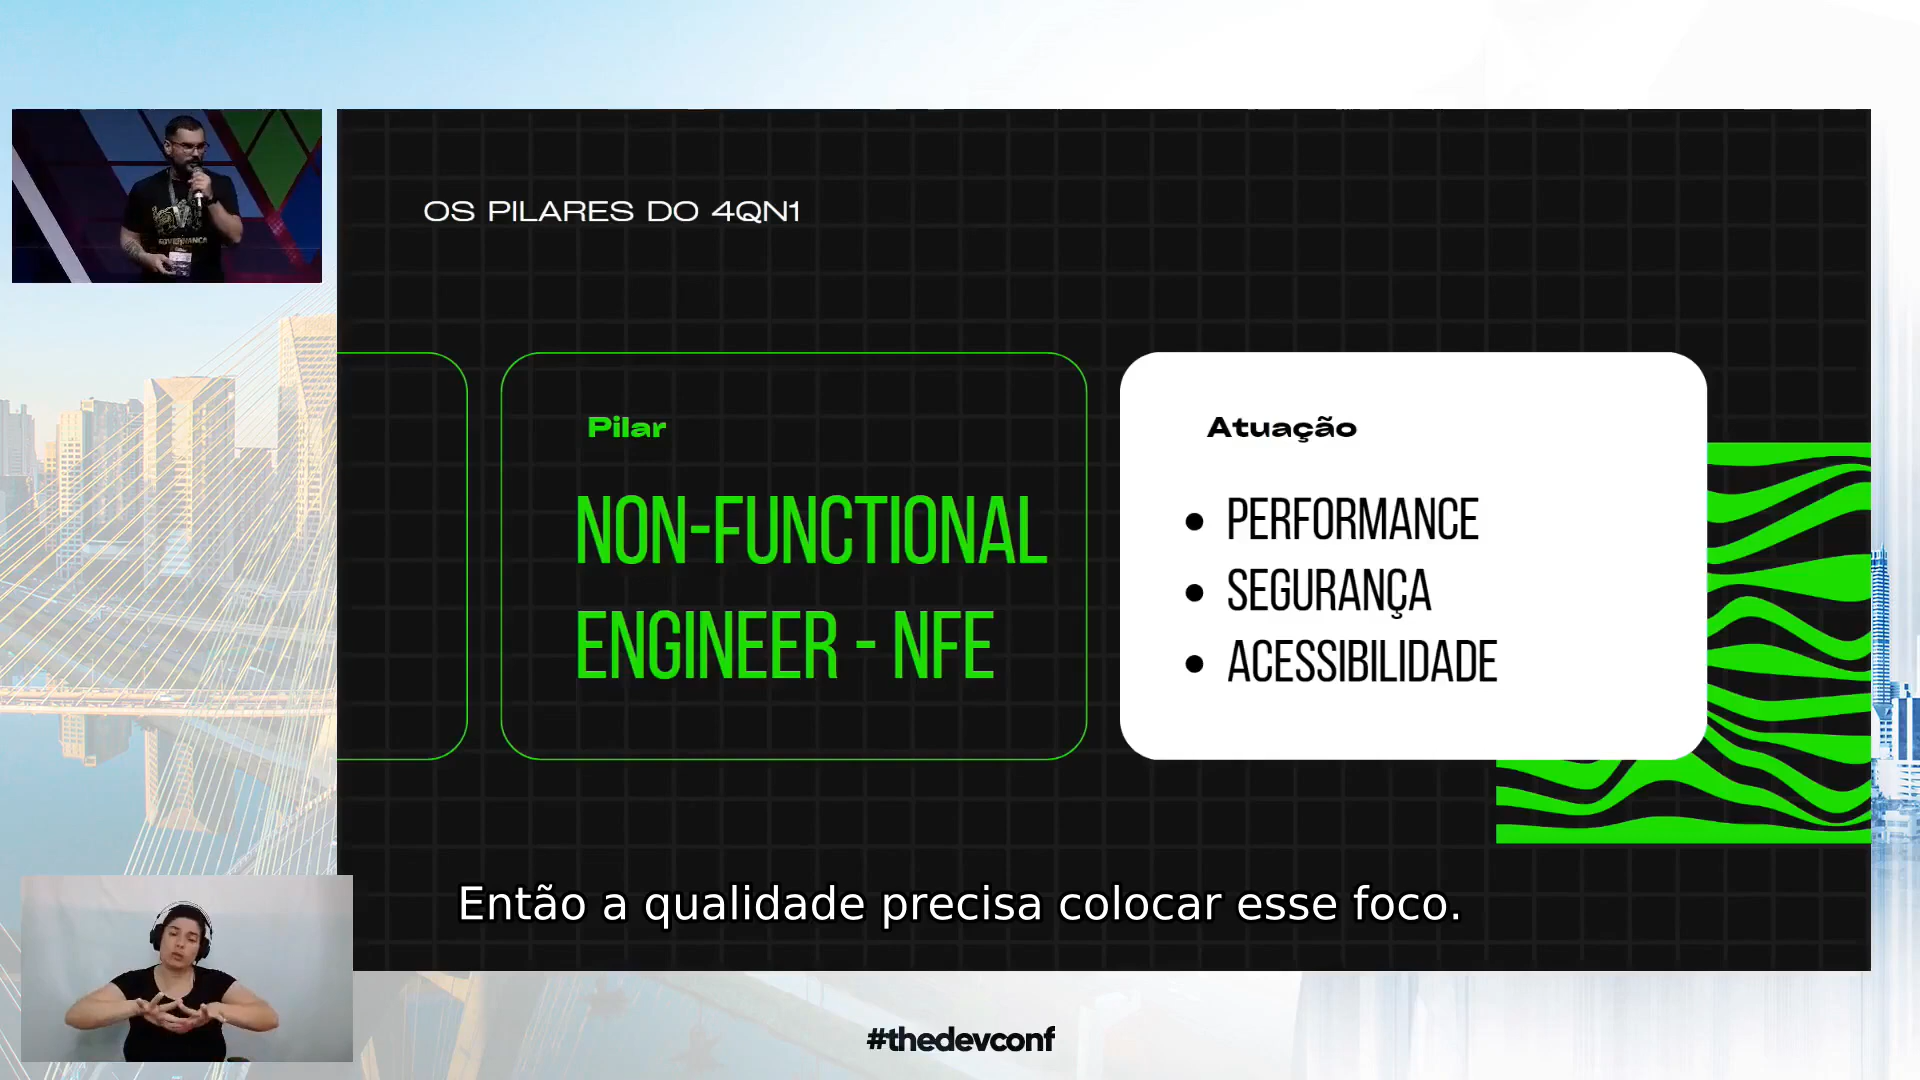 OS PILARES DO 4QN1
Pilar
NON-FUNCTIONAL
ENGINEER - NFE
Atuação
• PERFORMANCE
• SEGURANÇA
• ACESSIBILIDADE
Então a qualidade precisa colocar esse foco.
#thedevconf